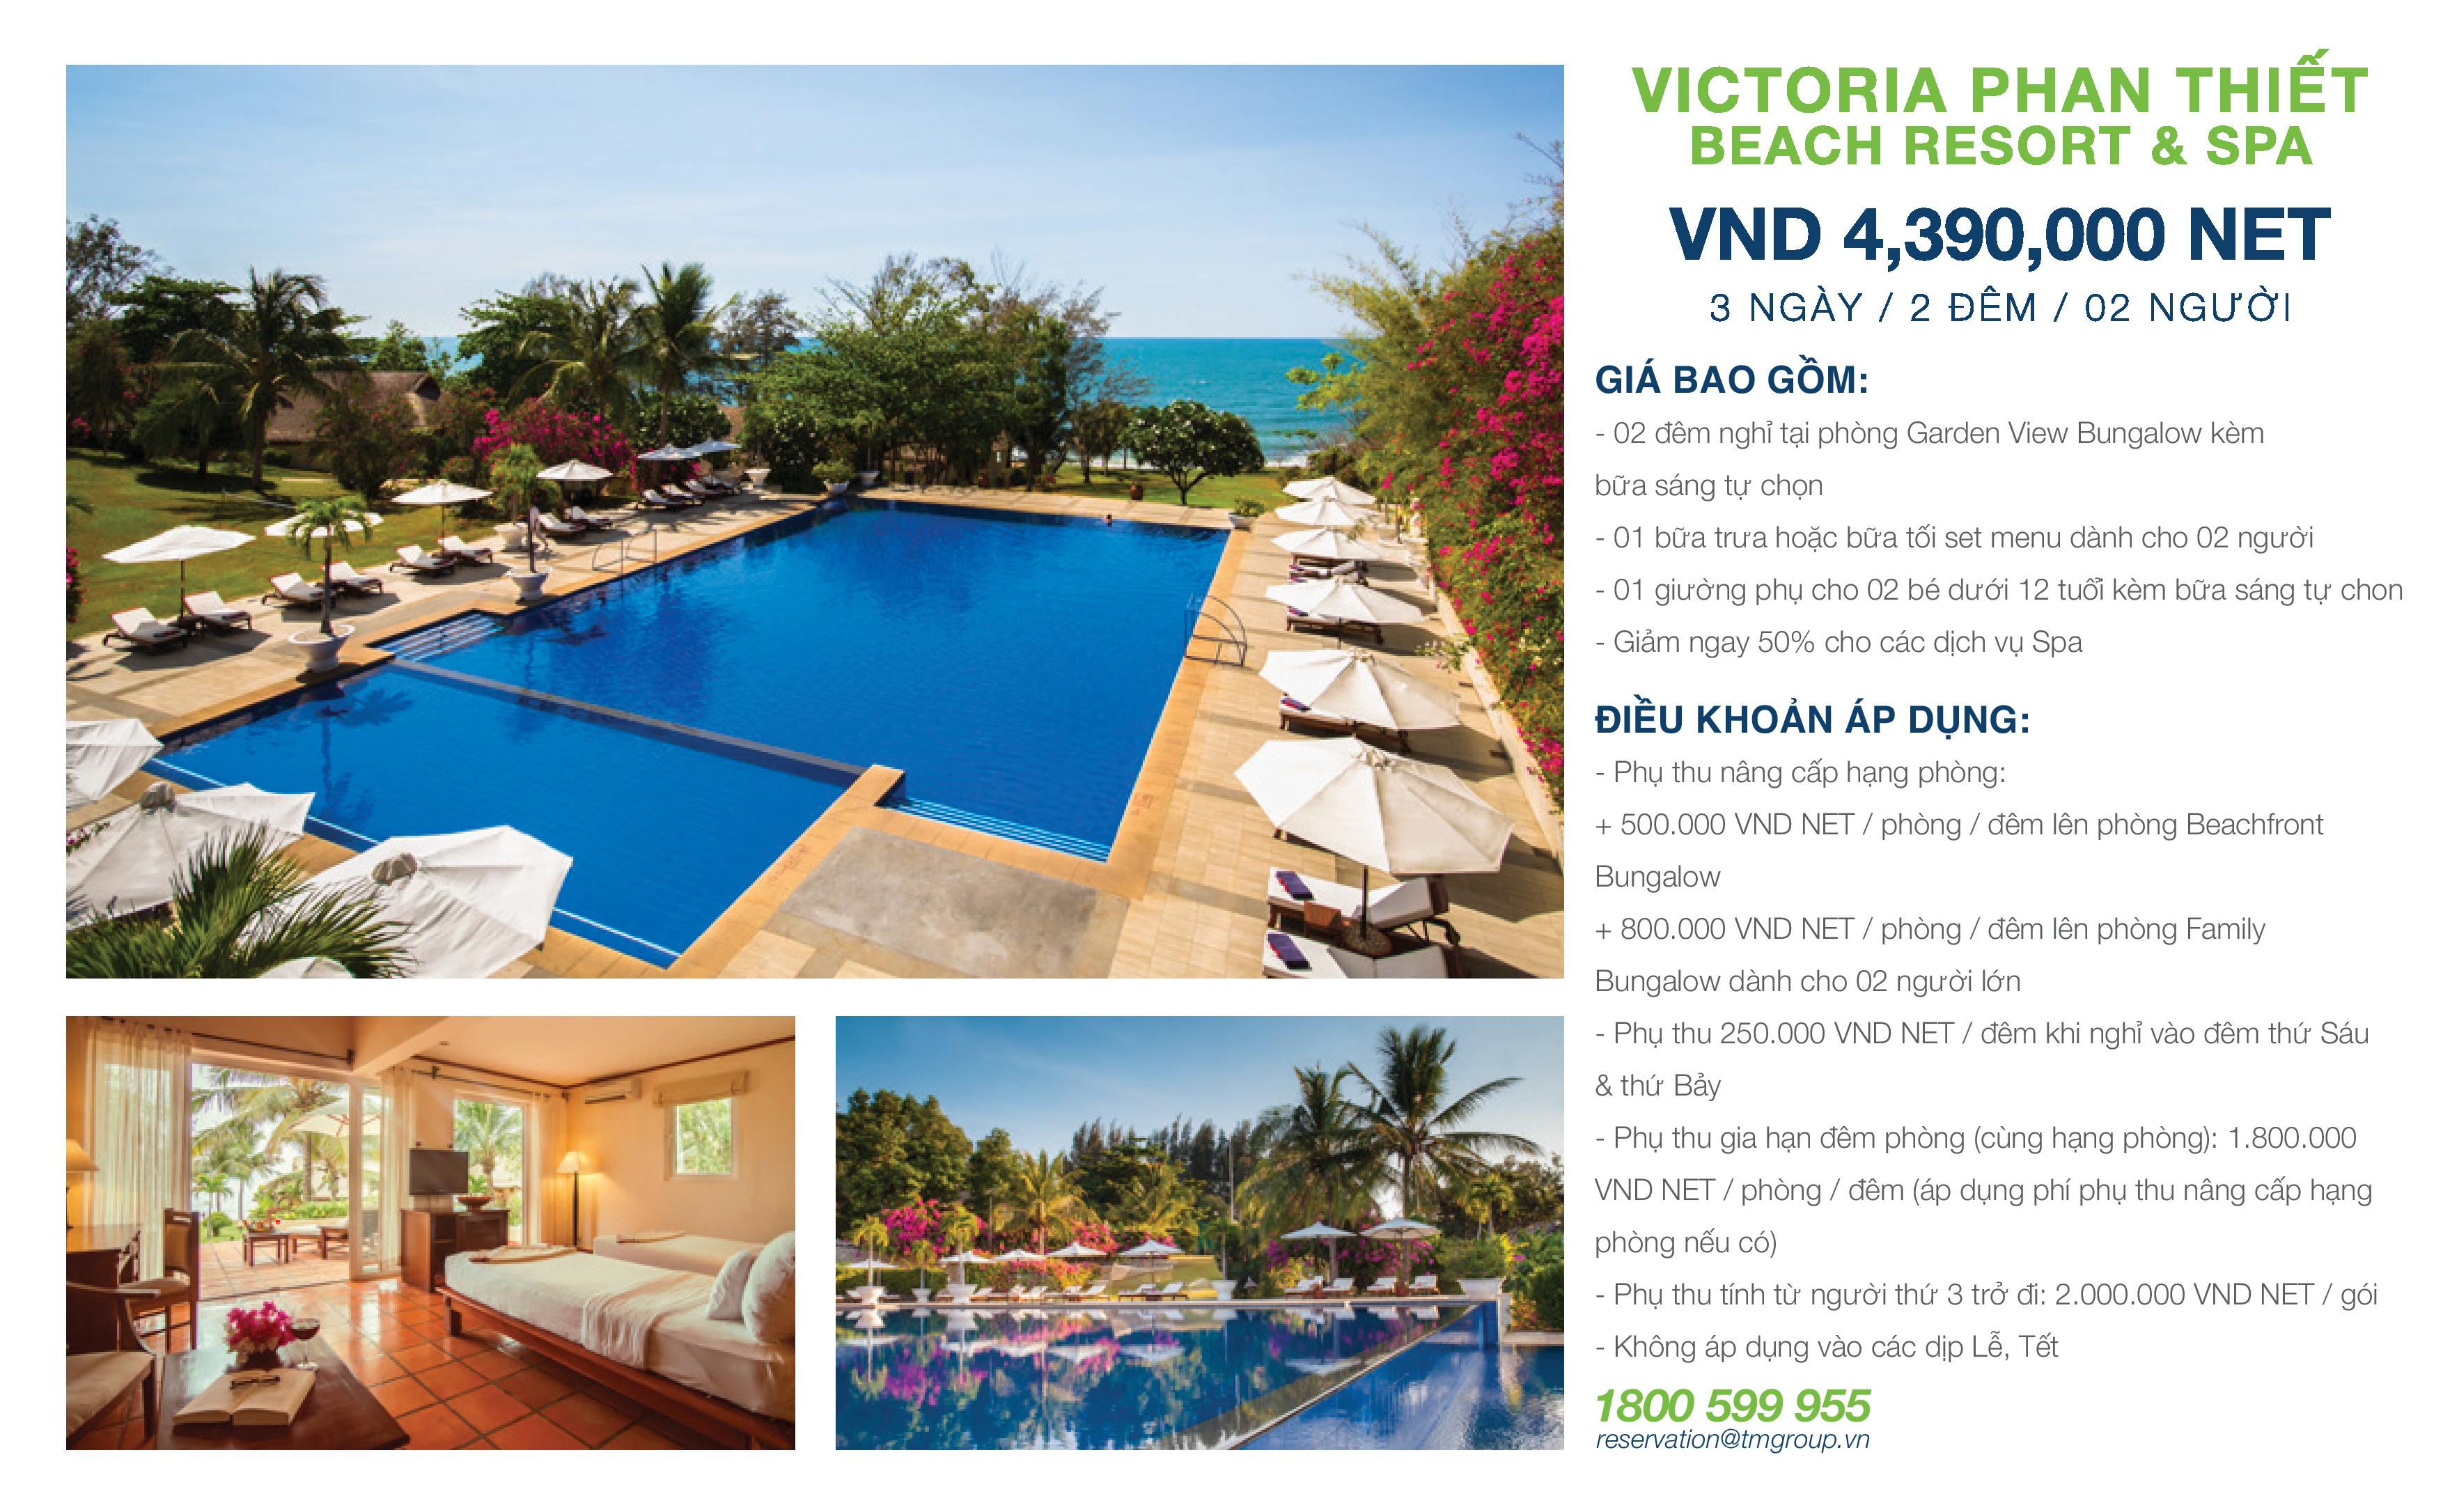 VICTORIA PHAN THIẾT
BEACH RESORT & SPA
VND 4,390,000 NET
3 NGÀY / 2 ĐÊM / 02 NGƯỜI
GIÁ BAO GỒM:
- 02 đêm nghỉ tại phòng Garden View Bungalow kèm
bữa sáng tự chọn
- 01 bữa trưa hoặc bữa tối set menu dành cho 02 người
- 01 giường phụ cho 02 bé dưới 12 tuổi kèm bữa sáng tự chon
- Giảm ngay 50% cho các dịch vụ Spa
ĐIỀU KHOẢN ÁP DỤNG:
- Phụ thu nâng cấp hạng phòng:
+ 500.000 VND NET / phòng / đêm lên phòng Beachfront
Bungalow
+ 800.000 VND NET / phòng / đêm lên phòng Family
Bungalow dành cho 02 người lớn
- Phụ thu 250.000 VND NET / đêm khi nghỉ vào đêm thứ Sáu
& thứ Bảy
- Phụ thu gia hạn đêm phòng (cùng hạng phòng): 1.800.000
VND NET / phòng / đêm (áp dụng phí phụ thu nâng cấp hạng
phòng nếu có)
- Phụ thu tính từ người thứ 3 trở đi: 2.000.000 VND NET / gói
- Không áp dụng vào các dịp Lễ, Tết
1800 599 955
reservation@tmgroup.vn